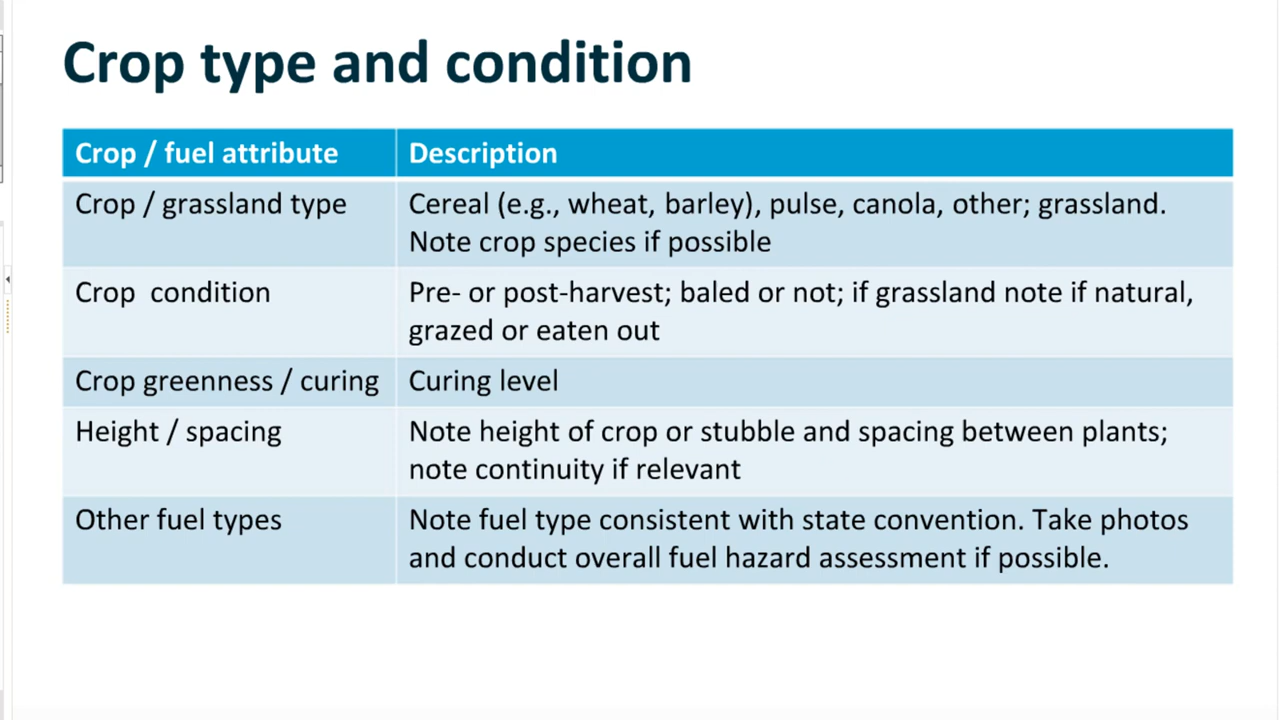 Crop type and condition
Crop / fuel attribute
Description
Crop / grassland type
Cereal (e.g., wheat, barley), pulse, canola, other; grassland.
Note crop species if possible
Crop condition
Pre- or post-harvest; baled or not; if grassland note if natural,
grazed or eaten out
Crop greenness / curing
Curing level
Height / spacing
Note height of crop or stubble and spacing between plants;
note continuity if relevant
Other fuel types
Note fuel type consistent with state convention. Take photos
and conduct overall fuel hazard assessment if possible.